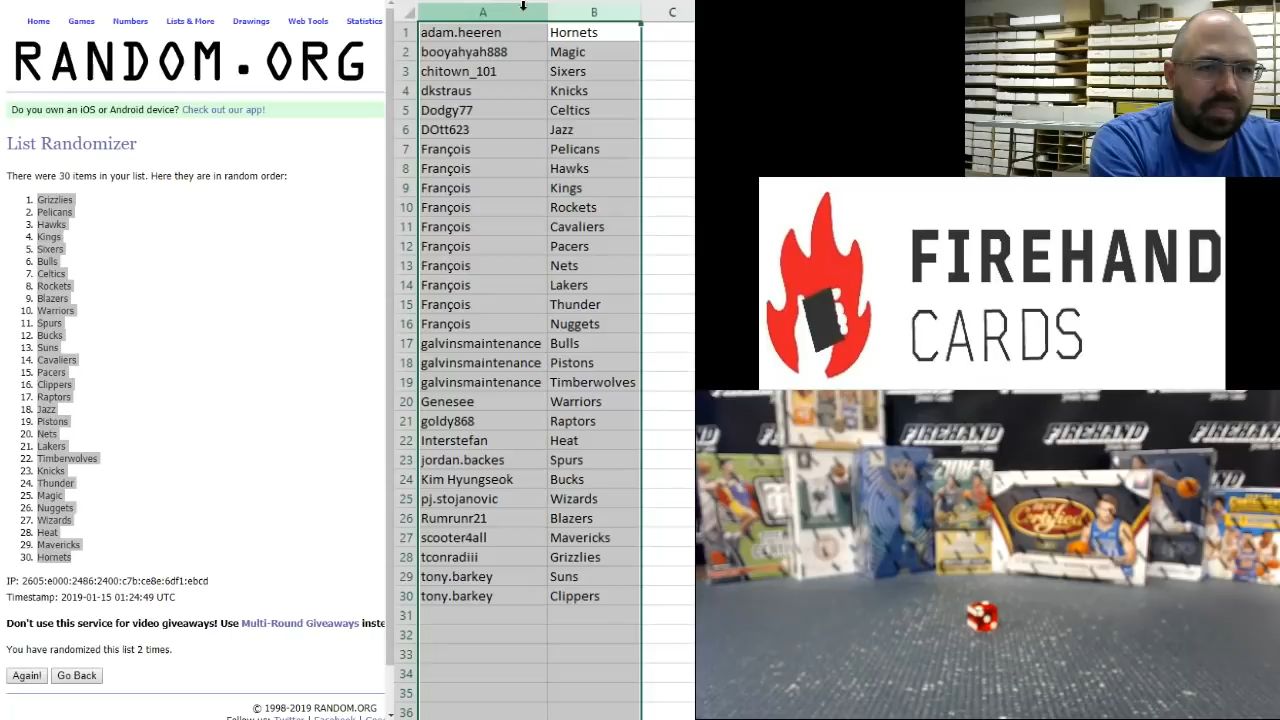 Home Games Numbers Lists & More Drawings Web Tools Statistics
RANDOM.ORG
Do you own an iOS or Android device? Check out our app!
List Randomizer
There were 30 items in your list. Here they are in random order:
1. Grizzlies
2. Pelicans
3. Hawks
4. Kings
5. Sixers
6. Bulls
7. Celtics
8. Rockets
9. Blazers
10. Warriors
11. Spurs
12. Bucks
13. Suns
14. Cavaliers
15. Pacers
16. Clippers
17. Raptors
18. Jazz
19. Pistons
20. Nets
21. Lakers
22. Timberwolves
23. Knicks
24. Thunder
25. Magic
26. Nuggets
27. Wizards
28. Heat
29. Mavericks
30. Hornets
IP: 2605:e000:2486:2400:c7b:ce8e:6df1:ebcd
Timestamp: 2019-01-15 01:24:49 UTC
Don't use this service for video giveaways! Use Multi-Round Giveaways inste
You have randomized this list 2 times.
Again! Go Back
© 1998-2019 RANDOM.ORG
Follow us: Twitter | Facebook |
A B C
1 adam.heeren Hornets
2 booyahyah888 Magic
3 chitown_101 Sixers
4 dkstraus Knicks
5 Dodgy77 Celtics
6 DOtt623 Jazz
7 François Pelicans
8 François Hawks
9 François Kings
10 François Rockets
11 François Cavaliers
12 François Pacers
13 François Nets
14 François Lakers
15 François Thunder
16 François Nuggets
17 galvinsmaintenance Bulls
18 galvinsmaintenance Pistons
19 galvinsmaintenance Timberwolves
20 Genesee Warriors
21 goldy868 Raptors
22 Interstefan Heat
23 jordan.backes Spurs
24 Kim Hyungseok Bucks
25 pj.stojanovic Wizards
26 Rumrunr21 Blazers
27 scooter4all Mavericks
28 tconradiii Grizzlies
29 tony.barkey Suns
30 tony.barkey Clippers
31
32
33
34
35
36
FIREHAND
CARDS
FIREHAND FIREHAND FIREHAND
Certified